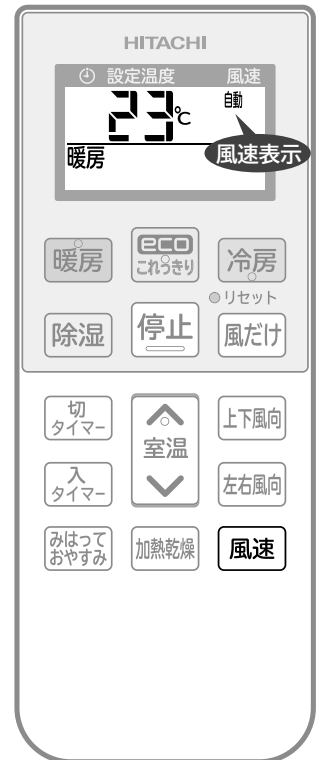 HITACHI
設定温度 風速
23℃ 自動
暖房 風速表示
暖房 eco これっきり 冷房
リセット
除湿 停止 風だけ
切
タイマー
室温
上下風向
入
タイマー
左右風向
みはって
おやすみ
加熱乾燥
風速